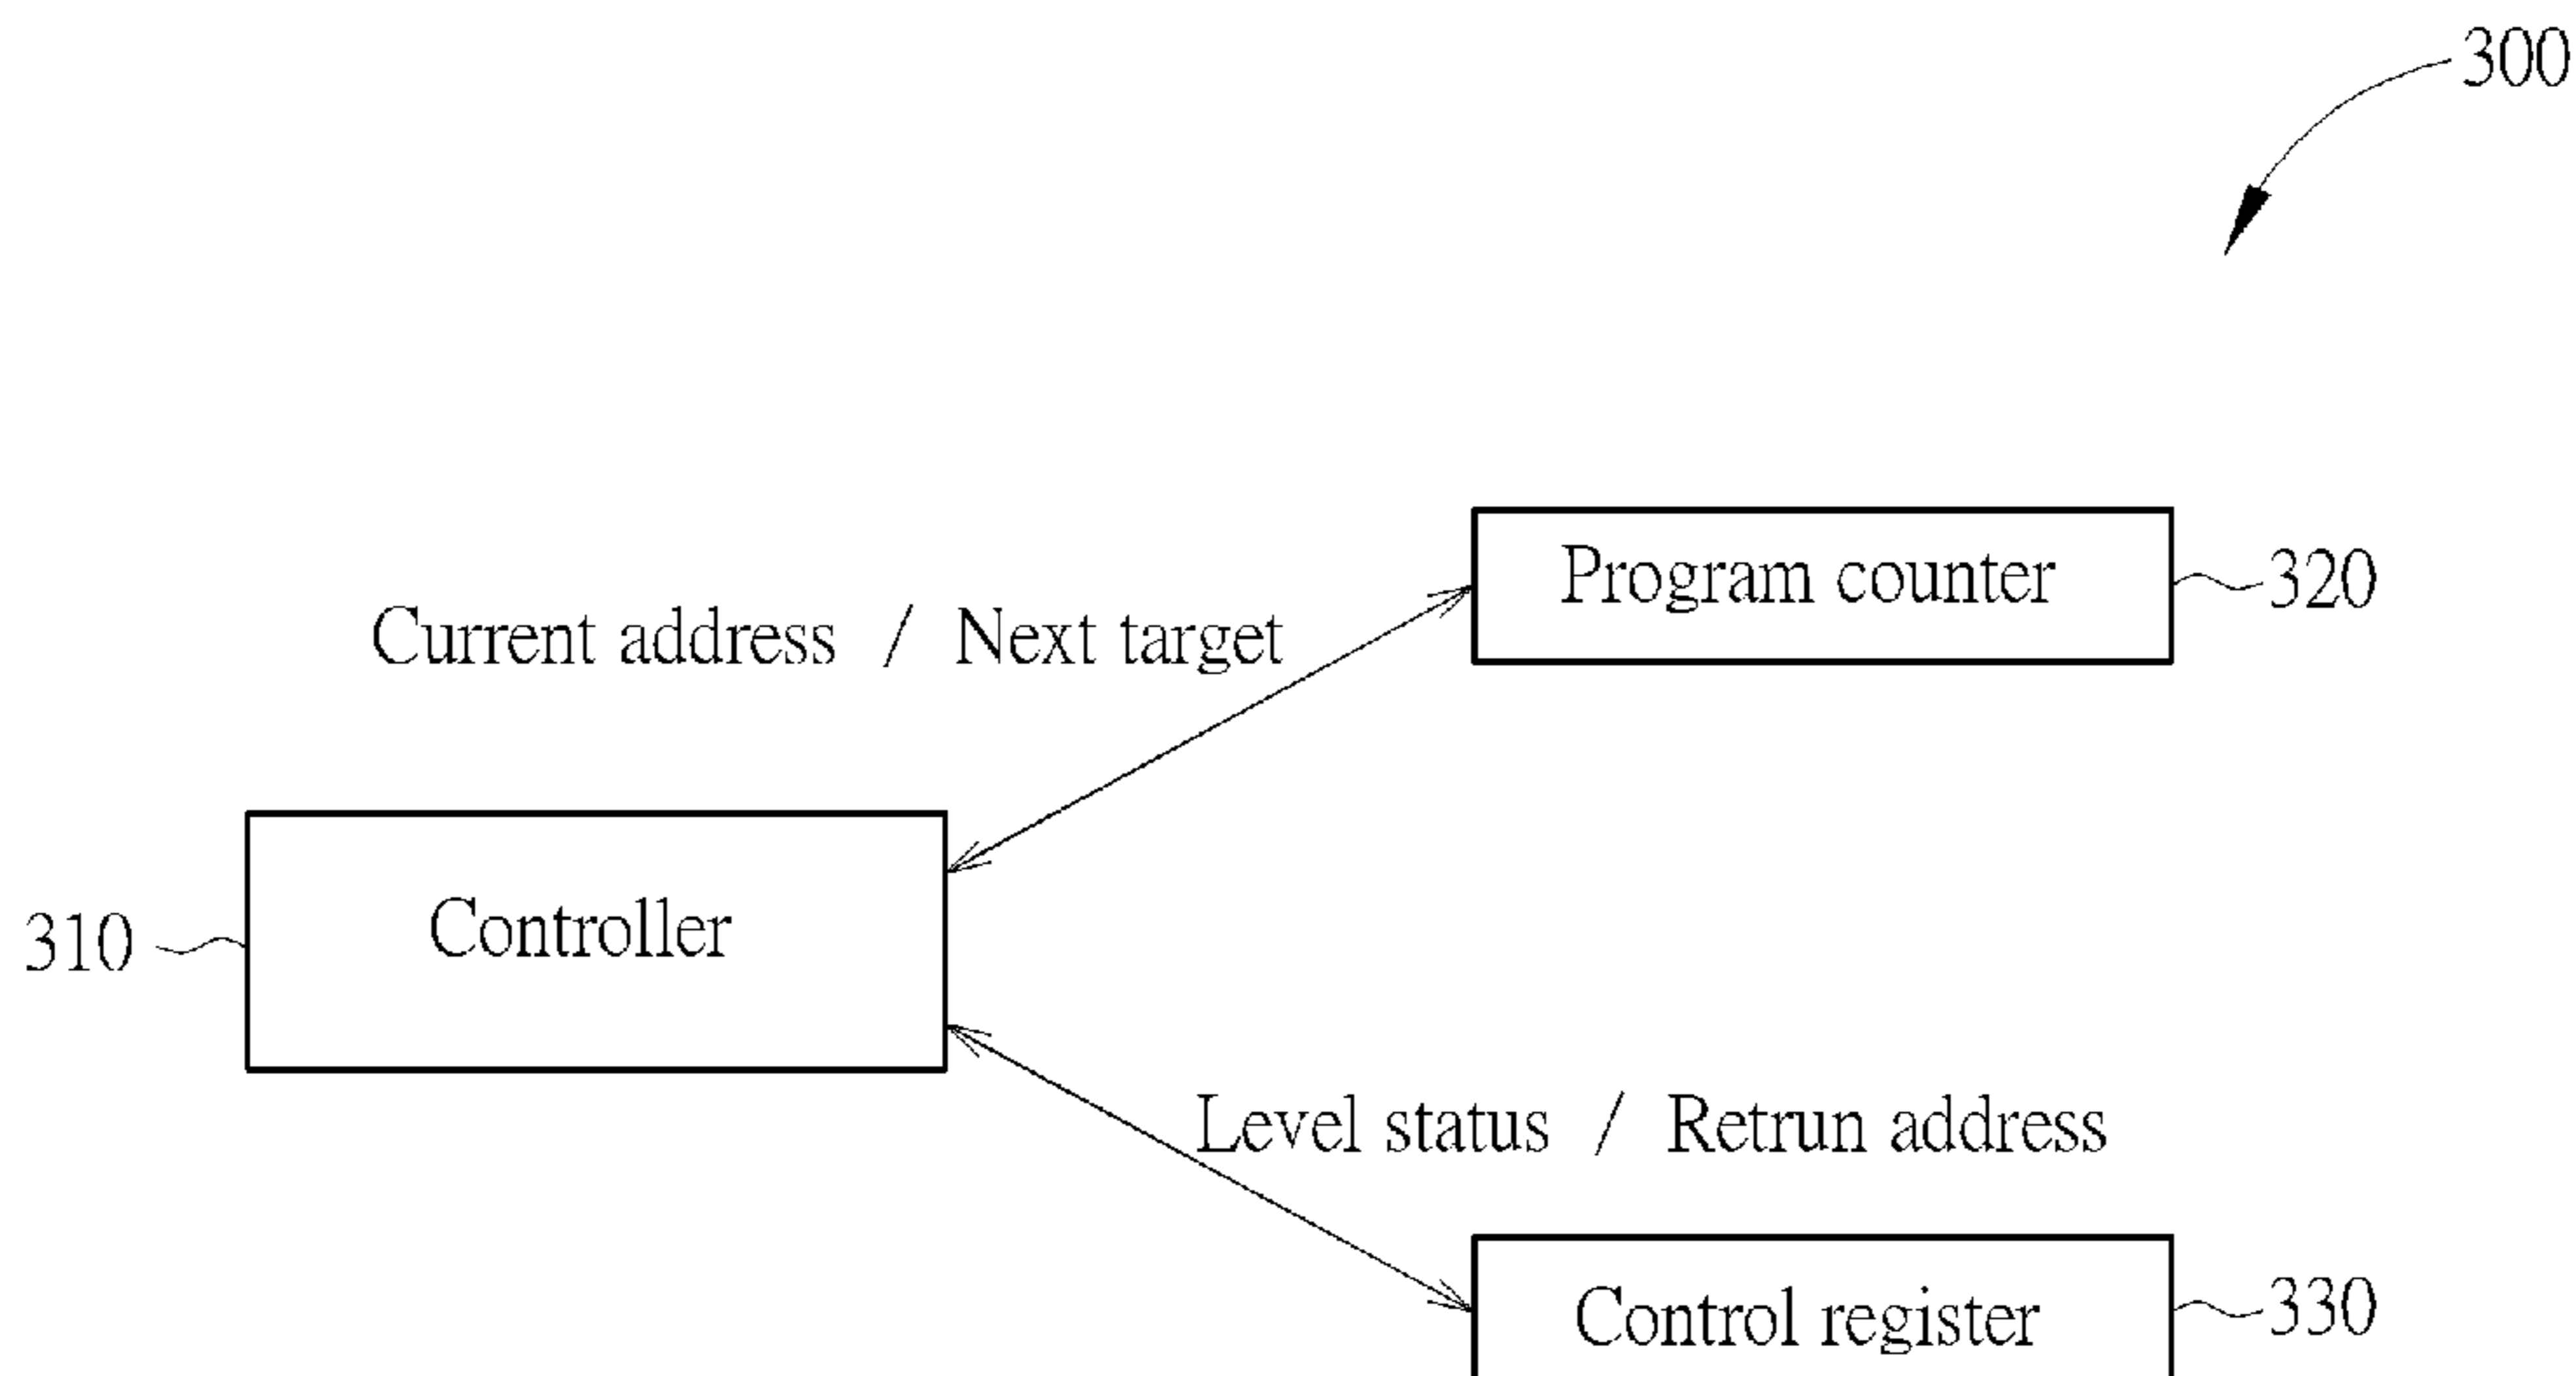 300
Program counter
320
Current address / Next target
Controller
310
Level status / Retrun address
Control register
330